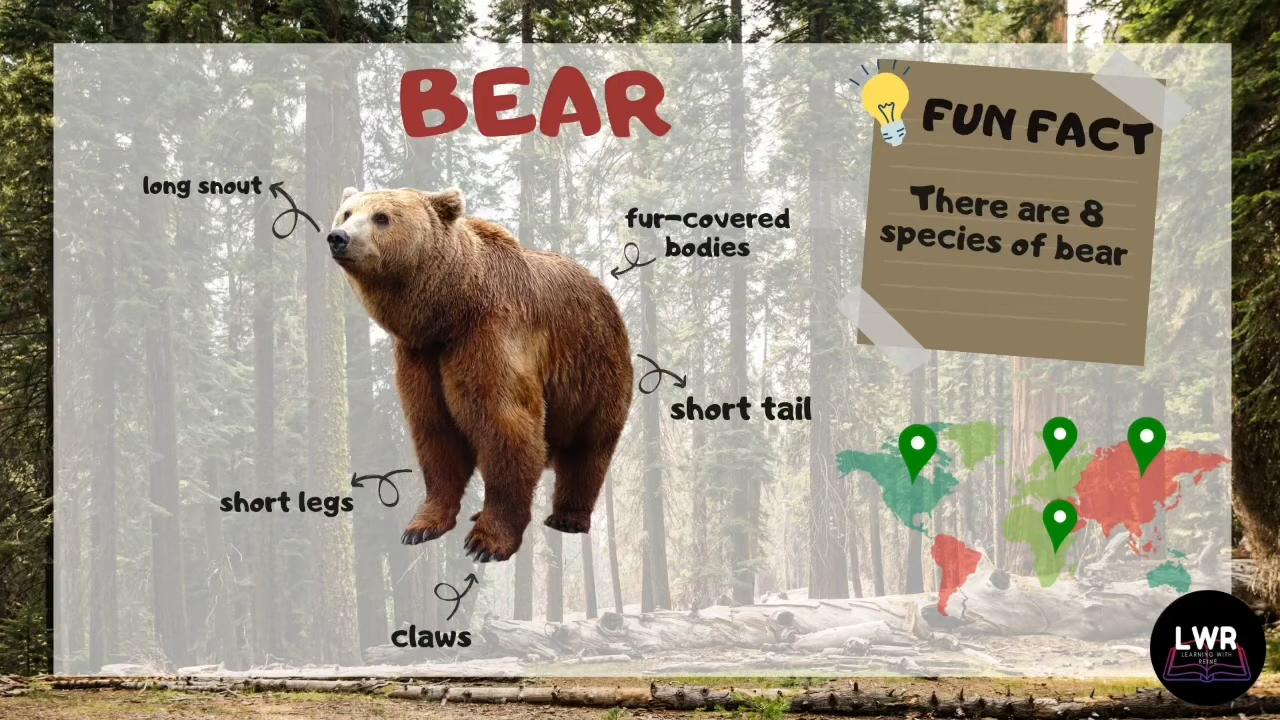 BEAR
FUN FACT
There are 8
species of bear
long snout
fur-covered
bodies
short tail
short legs
claws
LWR
LEARNING WITH
REINE